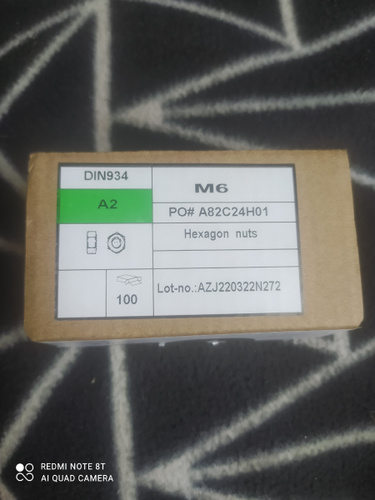 DIN934
M6
A2
PO# A82C24H01
Hexagon nuts
100
Lot-no.:AZJ220322N272
REDMI NOTE 8T
AI QUAD CAMERA